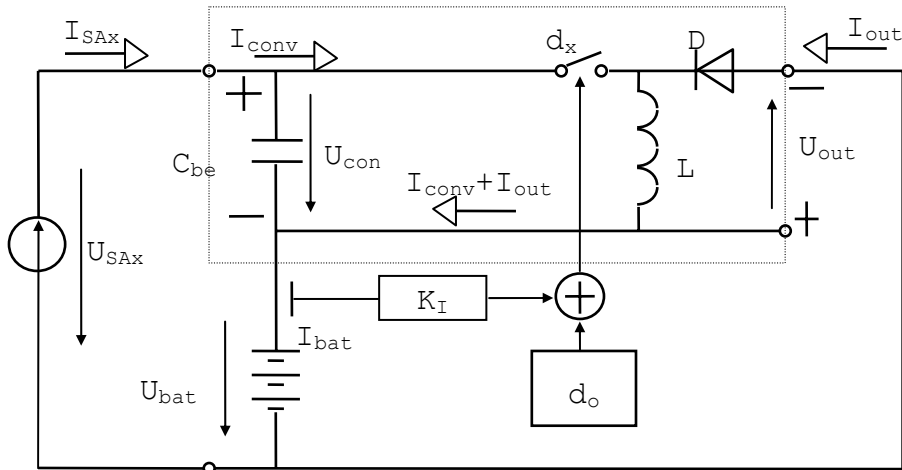 I_SAx
I_conv
d_x
D
I_out
+
−
C_be
U_con
L
U_out
I_conv+I_out
−
+
U_SAx
K_I
+
I_bat
U_bat
d_o